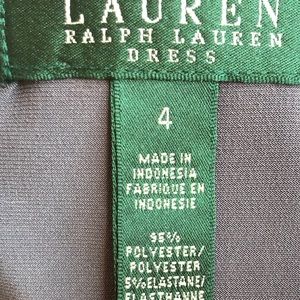 LAUREN
RALPH LAUREN
DRESS
4
MADE IN
INDONESIA
FABRIQUE EN
INDONESIE
95%
POLYESTER/
POLYESTER
5%ELASTANE/
ELASTHANNE